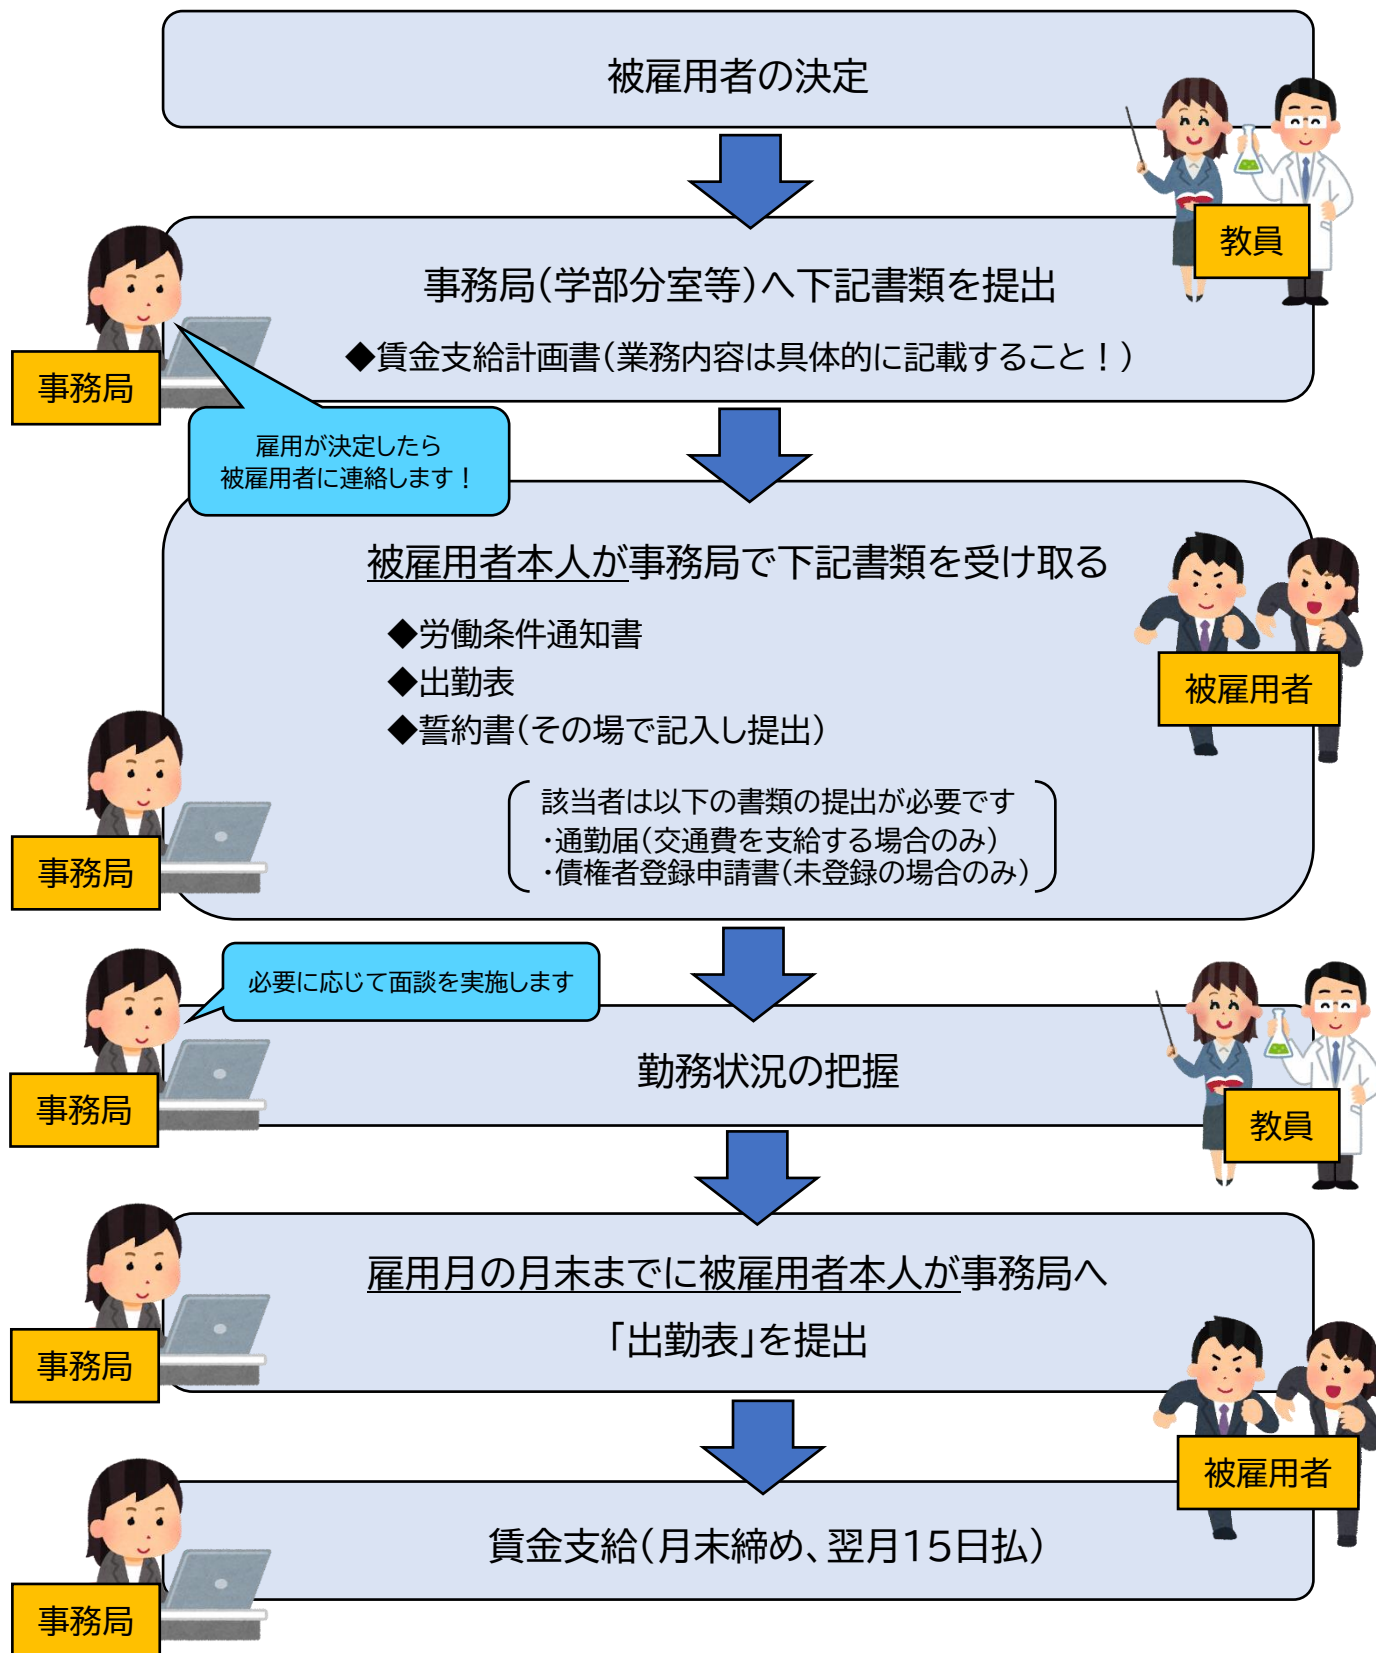 被雇用者の決定
教員
事務局（学部分室等）へ下記書類を提出
◆賃金支給計画書（業務内容は具体的に記載すること！）
事務局
雇用が決定したら
被雇用者に連絡します！
被雇用者本人が事務局で下記書類を受け取る
◆労働条件通知書
◆出勤表
◆誓約書（その場で記入し提出）
被雇用者
該当者は以下の書類の提出が必要です
・通勤届（交通費を支給する場合のみ）
・債権者登録申請書（未登録の場合のみ）
事務局
必要に応じて面談を実施します
勤務状況の把握
事務局
教員
雇用月の月末までに被雇用者本人が事務局へ
「出勤表」を提出
事務局
被雇用者
賃金支給（月末締め、翌月15日払）
事務局